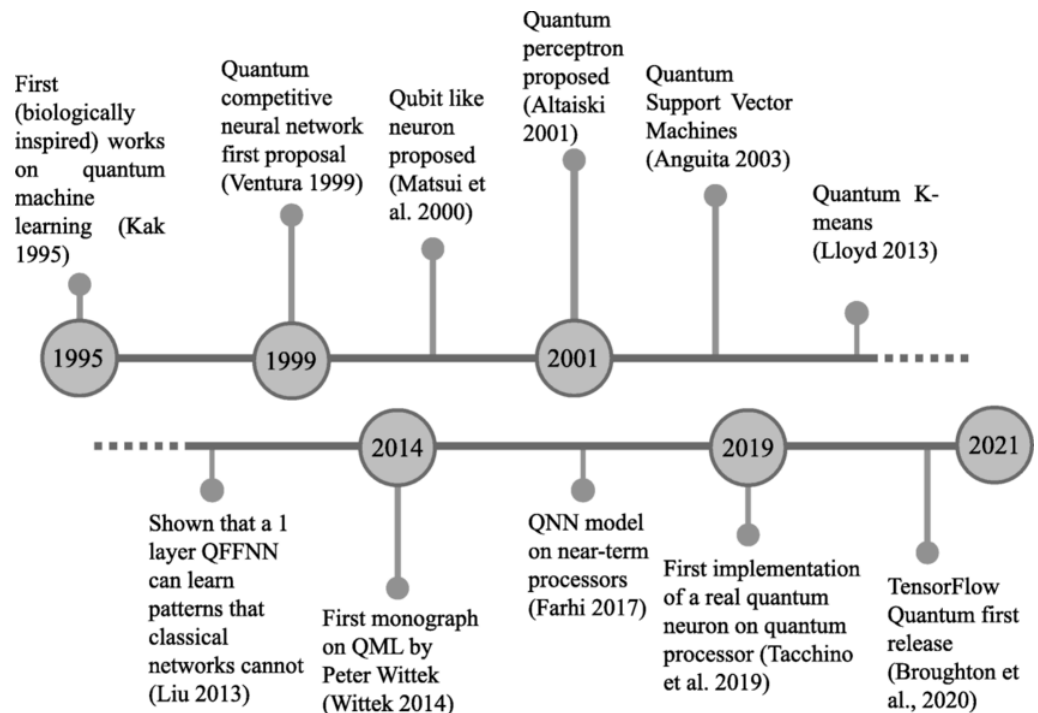 First
(biologically
inspired) works
on quantum
machine
learning (Kak
1995)
Quantum
competitive
neural network
first proposal
(Ventura 1999)
Qubit like
neuron
proposed
(Matsui et
al. 2000)
Quantum
perceptron
proposed
(Altaiski
2001)
Quantum
Support Vector
Machines
(Anguita 2003)
Quantum K-
means
(Lloyd 2013)
1995
1999
2001
2014
2019
2021
Shown that a 1
layer QFFNN
can learn
patterns that
classical
networks cannot
(Liu 2013)
First monograph
on QML by
Peter Wittek
(Wittek 2014)
QNN model
on near-term
processors
(Farhi 2017)
First implementation
of a real quantum
neuron on quantum
processor (Tacchino
et al. 2019)
TensorFlow
Quantum first
release
(Broughton et
al., 2020)